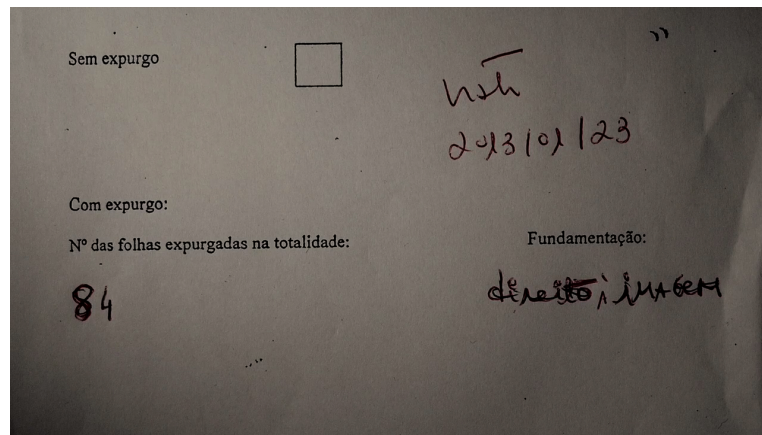 Sem expurgo
2013/01/23
Com expurgo:
Nº das folhas expurgadas na totalidade:
Fundamentação:
84
direito à imagem